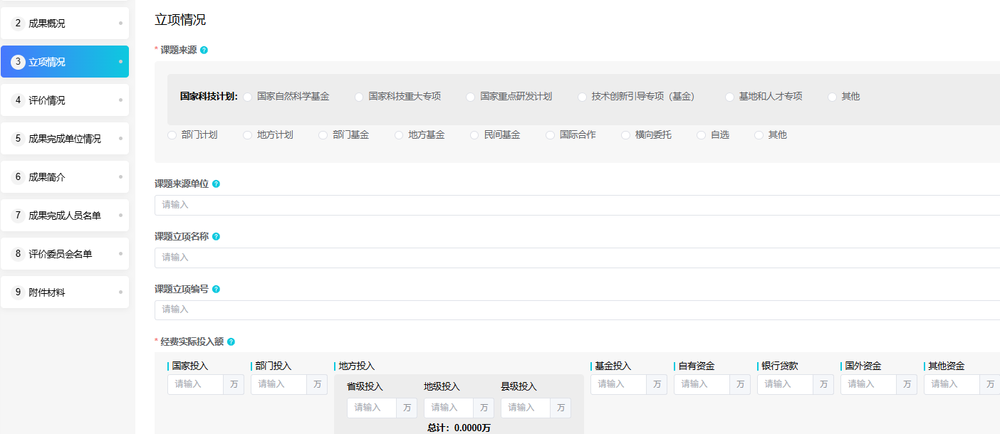 2 成果概况
3 立项情况
4 评价情况
5 成果完成单位情况
6 成果简介
7 成果完成人员名单
8 评价委员会名单
9 附件材料
立项情况
* 课题来源 ?
国家科技计划: 国家自然科学基金 国家科技重大专项 国家重点研发计划 技术创新引导专项（基金） 基地和人才专项 其他
部门计划 地方计划 部门基金 地方基金 民间基金 国际合作 横向委托 自选 其他
课题来源单位 ?
请输入
课题立项名称 ?
请输入
课题立项编号 ?
请输入
* 经费实际投入额 ?
国家投入 部门投入 地方投入 基金投入 自有资金 银行贷款 国外资金 其他资金
请输入 万 请输入 万 请输入 万 请输入 万 请输入 万 请输入 万 请输入 万
省级投入 地级投入 县级投入
请输入 万 请输入 万 请输入 万
总计：0.0000万